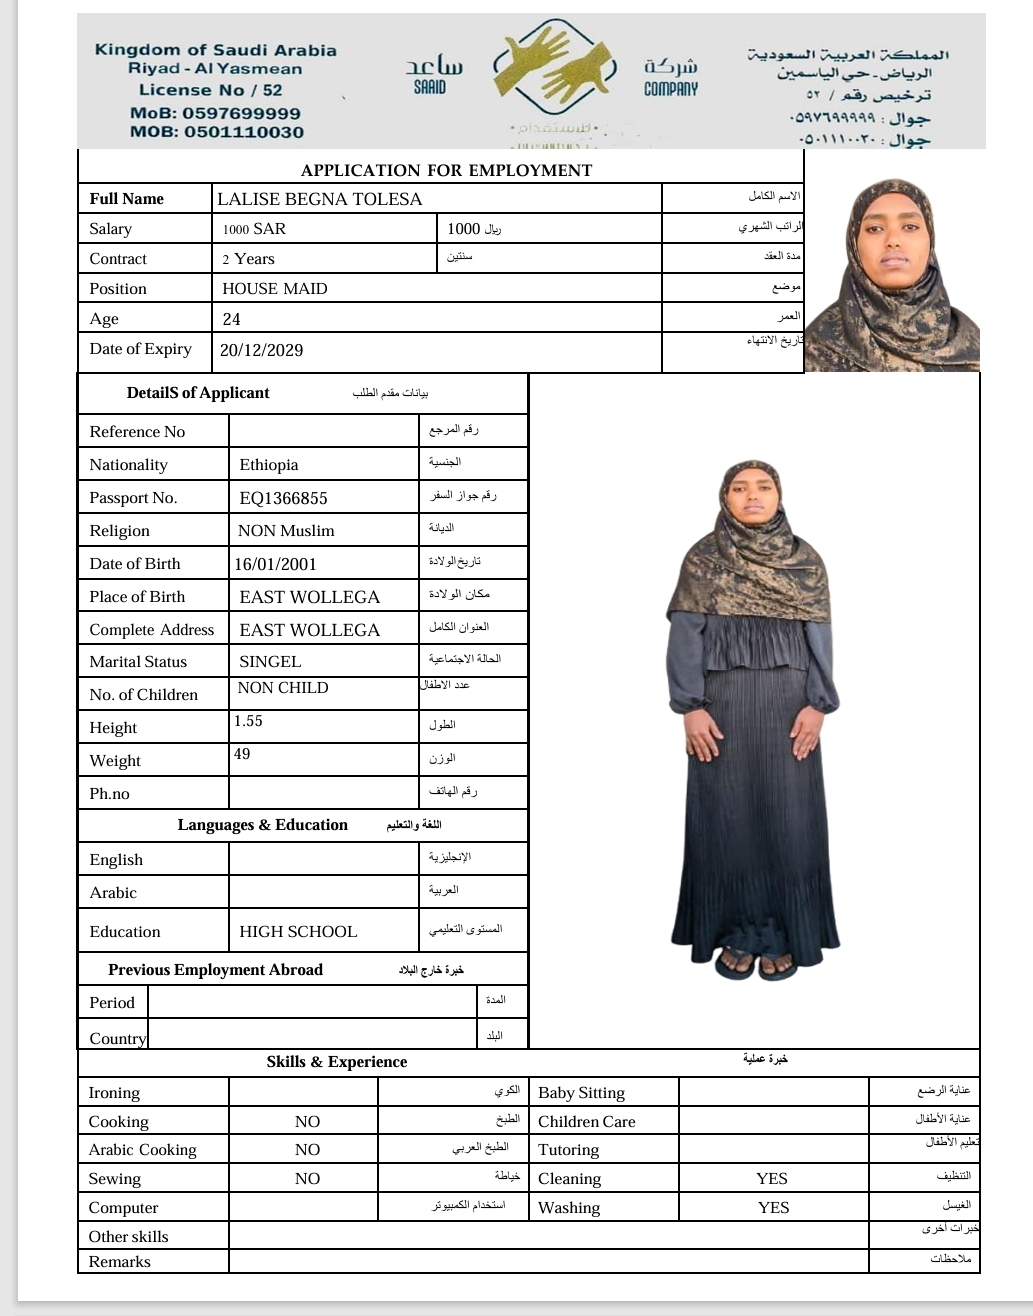 Kingdom of Saudi Arabia
Riyad - Al Yasmean
License No / 52
MoB: 0597699999
MOB: 0501110030
ساعد
SAAID
شركة
COMPANY
للاستقدام
المملكة العربية السعودية
الرياض - حي الياسمين
ترخيص رقم / ٥٢
جوال : ٠٥٩٧٦٩٩٩٩٩
جوال : ٠٥٠١١١٠٠٣٠
APPLICATION FOR EMPLOYMENT
Full Name LALISE BEGNA TOLESA الاسم الكامل
Salary 1000 SAR 1000 ريال الراتب الشهري
Contract 2 Years سنتين مدة العقد
Position HOUSE MAID موضع
Age 24 العمر
Date of Expiry 20/12/2029 تاريخ الانتهاء
DetailS of Applicant بيانات مقدم الطلب
Reference No رقم المرجع
Nationality Ethiopia الجنسية
Passport No. EQ1366855 رقم جواز السفر
Religion NON Muslim الديانة
Date of Birth 16/01/2001 تاريخ الولادة
Place of Birth EAST WOLLEGA مكان الولادة
Complete Address EAST WOLLEGA العنوان الكامل
Marital Status SINGEL الحالة الاجتماعية
No. of Children NON CHILD عدد الاطفال
Height 1.55 الطول
Weight 49 الوزن
Ph.no رقم الهاتف
Languages & Education اللغة والتعليم
English الإنجليزية
Arabic العربية
Education HIGH SCHOOL المستوى التعليمي
Previous Employment Abroad خبرة خارج البلاد
Period المدة
Country البلد
Skills & Experience خبرة عملية
Ironing الكوي Baby Sitting عناية الرضع
Cooking NO الطبخ Children Care عناية الأطفال
Arabic Cooking NO الطبخ العربي Tutoring تعليم الأطفال
Sewing NO خياطة Cleaning YES التنظيف
Computer استخدام الكمبيوتر Washing YES الغيسل
Other skills خبرات أخرى
Remarks ملاحظات